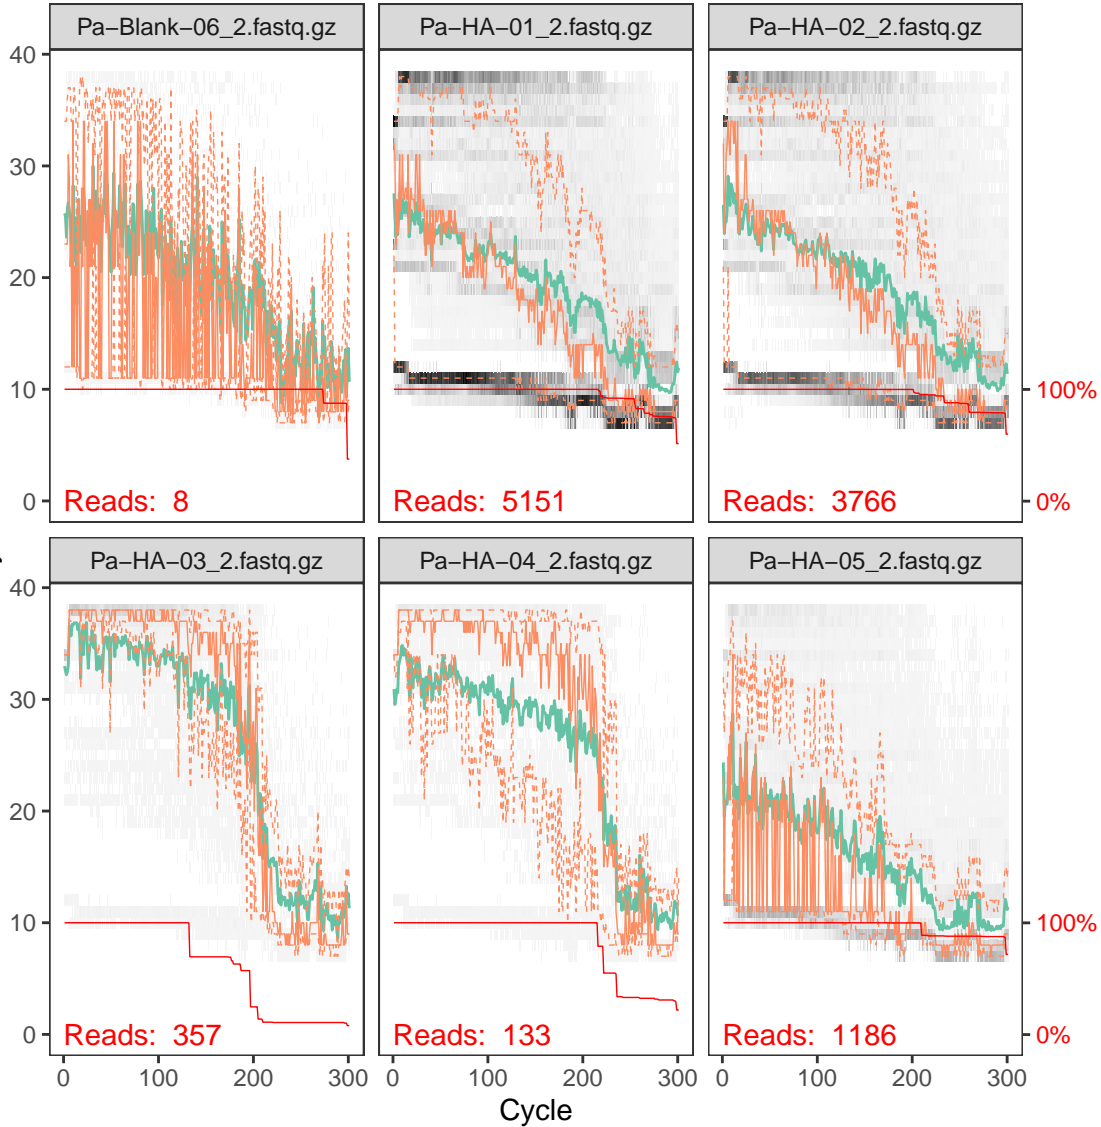 Pa−Blank−06_2.fastq.gz Pa−HA−01_2.fastq.gz Pa−HA−02_2.fastq.gz
40
30
20
10 100%
0 0%
Reads: 8 Reads: 5151 Reads: 3766
Pa−HA−03_2.fastq.gz Pa−HA−04_2.fastq.gz Pa−HA−05_2.fastq.gz
40
30
20
10 100%
0 0%
Reads: 357 Reads: 133 Reads: 1186
0 100 200 300 0 100 200 300 0 100 200 300
Cycle